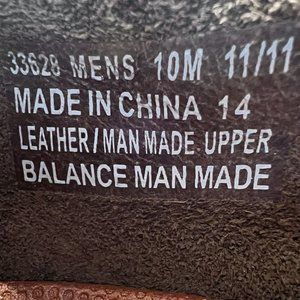 33628 MENS 10M 11/11
MADE IN CHINA 14
LEATHER/MAN MADE UPPER
BALANCE MAN MADE